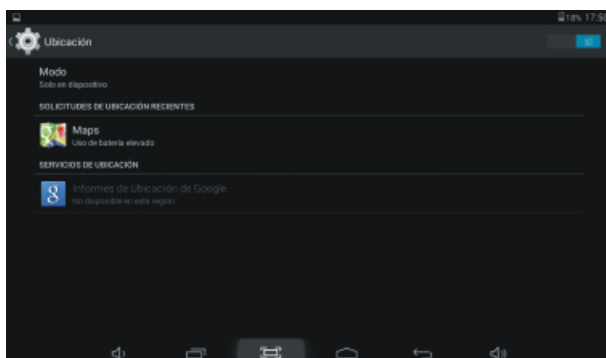 18% 17:50
Ubicación
SÍ
Modo
Solo en dispositivo
SOLICITUDES DE UBICACIÓN RECIENTES
Maps
Uso de batería elevado
SERVICIOS DE UBICACIÓN
Informes de Ubicación de Google
No disponible en esta región